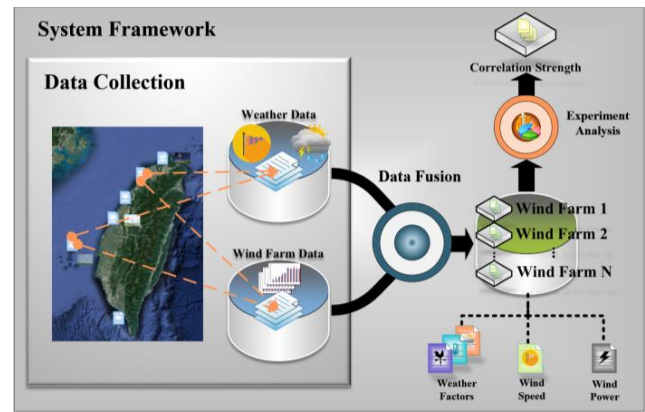 System Framework
Data Collection
Weather Data
Wind Farm Data
Data Fusion
Correlation Strength
Experiment
Analysis
Wind Farm 1
Wind Farm 2
Wind Farm N
Weather
Factors
Wind
Speed
Wind
Power